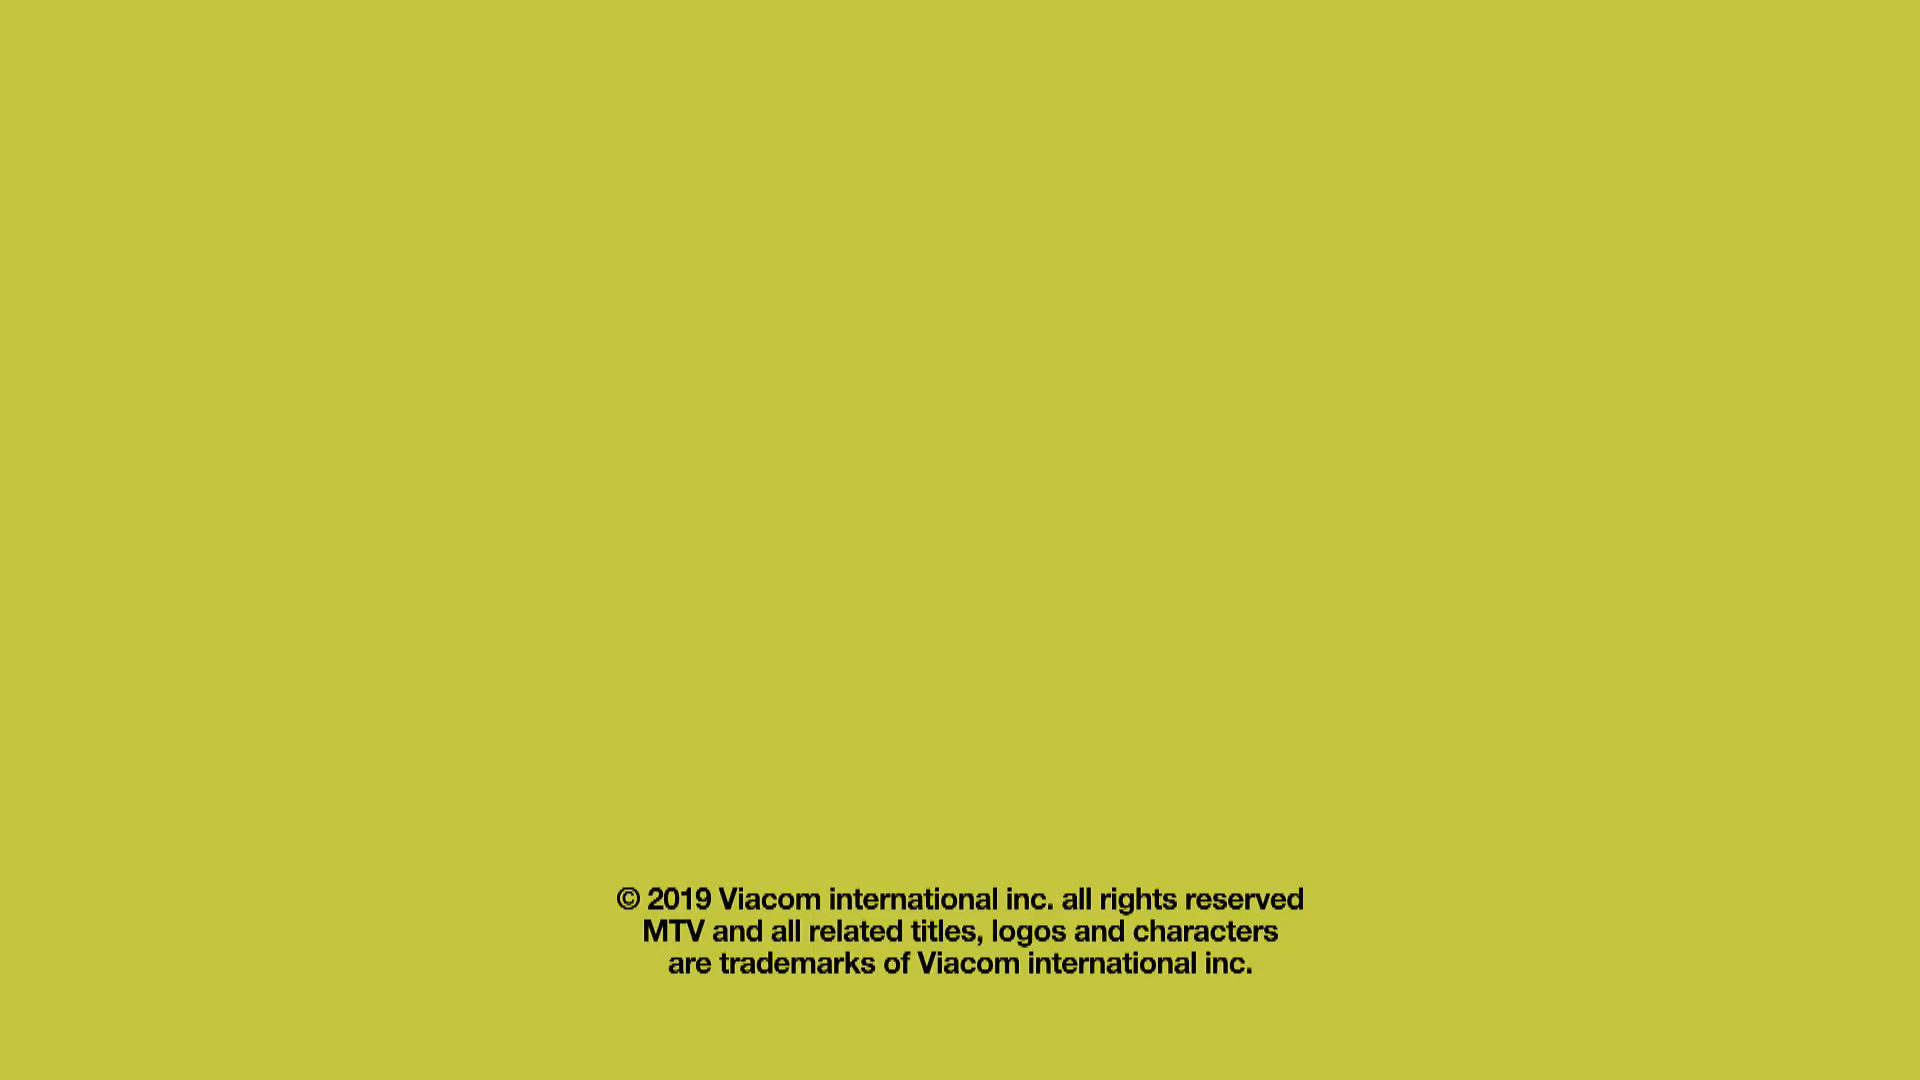 © 2019 Viacom international inc. all rights reserved
MTV and all related titles, logos and characters
are trademarks of Viacom international inc.